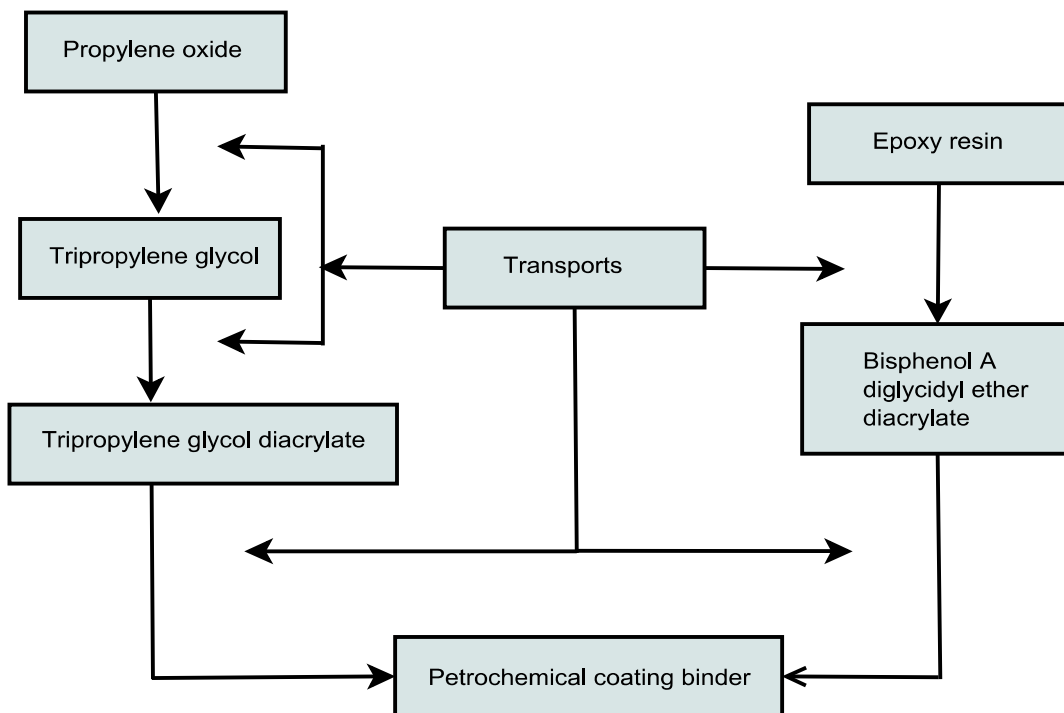 Propylene oxide
Epoxy resin
Tripropylene glycol
Transports
Bisphenol A
diglycidyl ether
diacrylate
Tripropylene glycol diacrylate
Petrochemical coating binder